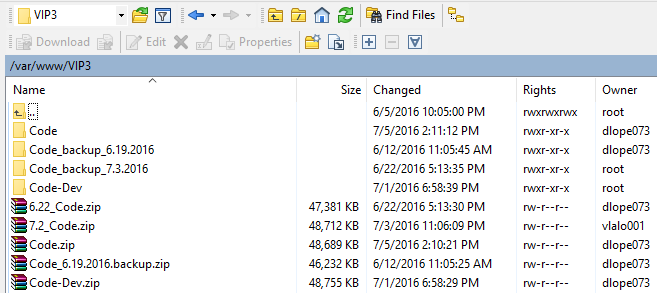 VIP3 Find Files
Download Edit Properties
/var/www/VIP3
Name Size Changed Rights Owner
.. 6/5/2016 10:05:00 PM rwxrwxrwx root
Code 7/5/2016 2:11:12 PM rwxr-xr-x dlope073
Code_backup_6.19.2016 6/12/2016 11:05:45 AM rwxr-xr-x dlope073
Code_backup_7.3.2016 6/22/2016 5:13:35 PM rwxr-xr-x root
Code-Dev 7/1/2016 6:58:39 PM rwxr-xr-x root
6.22_Code.zip 47,381 KB 6/22/2016 5:13:30 PM rw-r--r-- dlope073
7.2_Code.zip 48,712 KB 7/3/2016 11:06:09 PM rw-r--r-- vlalo001
Code.zip 48,689 KB 7/5/2016 2:10:21 PM rw-r--r-- dlope073
Code_6.19.2016.backup.zip 46,232 KB 6/12/2016 11:05:25 AM rw-r--r-- dlope073
Code-Dev.zip 48,755 KB 7/1/2016 6:58:29 PM rw-r--r-- dlope073